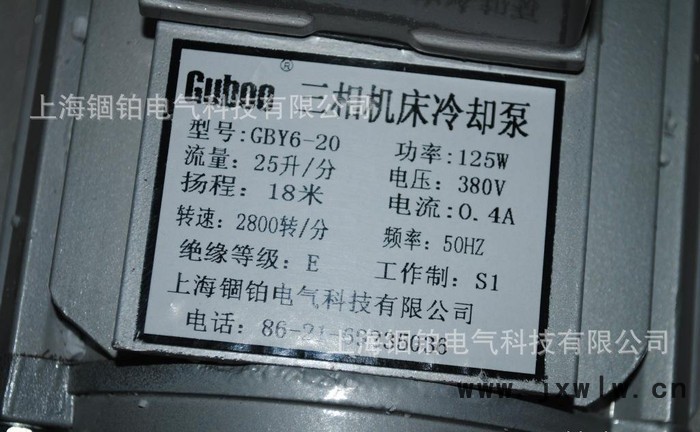 Guboo ® 三相机床冷却泵
上海锢铂电气科技有限公司
型号:GBY6-20 功率:125W
流量:25升/分 电压:380V
扬程:18米 电流:0.4A
转速:2800转/分 频率:50HZ
绝缘等级:E 工作制:S1
上海锢铂电气科技有限公司
电话:86-21-
上海锢铂电气科技有限公司
www.jxwlw.cn